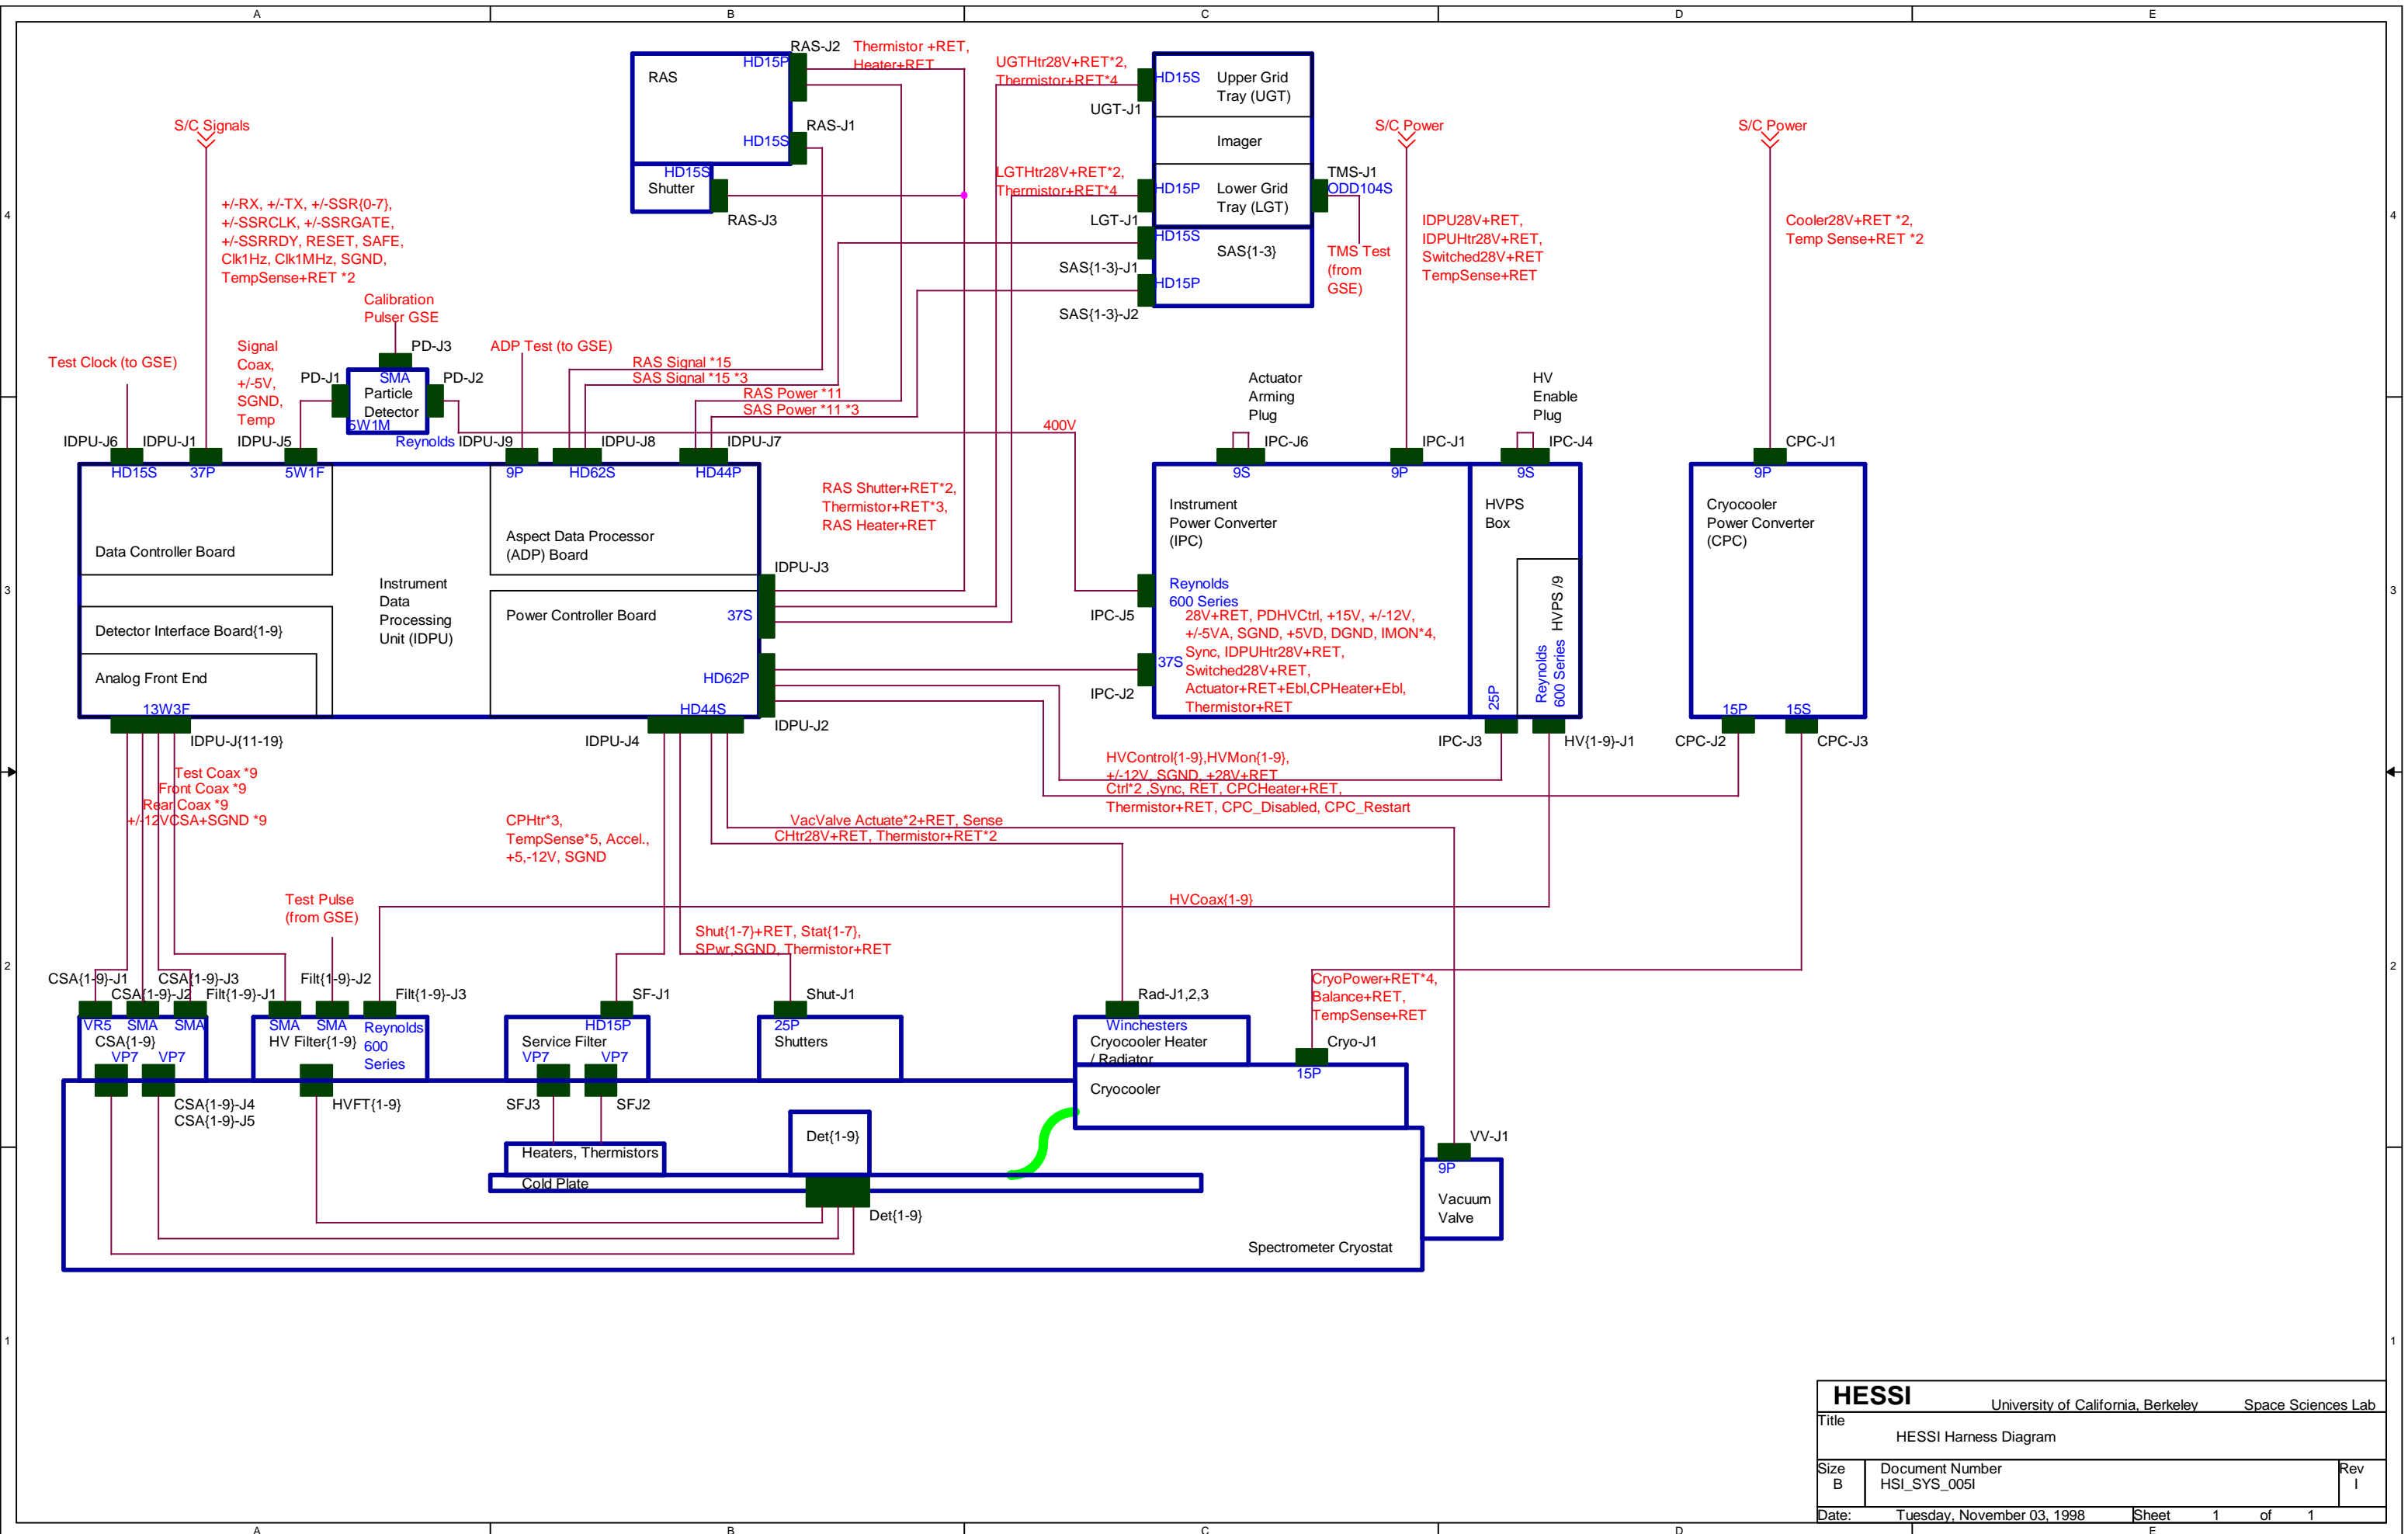 A
B
C
D
E
RAS-J2
Thermistor +RET,
Heater+RET
HD15P
RAS
RAS-J1
HD15S
HD15S
Shutter
RAS-J3
UGTHtr28V+RET*2,
Thermistor+RET*4
HD15S
Upper Grid
Tray (UGT)
UGT-J1
Imager
LGTHtr28V+RET*2,
Thermistor+RET*4
HD15P
Lower Grid
Tray (LGT)
LGT-J1
TMS-J1
ODD104S
HD15S
SAS{1-3}
SAS{1-3}-J1
HD15P
SAS{1-3}-J2
TMS Test
(from
GSE)
S/C Signals
S/C Power
S/C Power
4
4
+/-RX, +/-TX, +/-SSR{0-7},
+/-SSRCLK, +/-SSRGATE,
+/-SSRRDY, RESET, SAFE,
Clk1Hz, Clk1MHz, SGND,
TempSense+RET *2
IDPU28V+RET,
IDPUHtr28V+RET,
Switched28V+RET
TempSense+RET
Cooler28V+RET *2,
Temp Sense+RET *2
Calibration
Pulser GSE
PD-J3
Test Clock (to GSE)
Signal
Coax,
+/-5V,
SGND,
Temp
PD-J1
SMA
Particle
Detector
5W1M
PD-J2
Reynolds
ADP Test (to GSE)
RAS Signal *15
SAS Signal *15 *3
RAS Power *11
SAS Power *11 *3
400V
Actuator
Arming
Plug
HV
Enable
Plug
IDPU-J6
IDPU-J1
IDPU-J5
IDPU-J9
IDPU-J8
IDPU-J7
IPC-J6
IPC-J1
IPC-J4
CPC-J1
HD15S
37P
5W1F
9P
HD62S
HD44P
9S
9P
9S
9P
Data Controller Board
Aspect Data Processor
(ADP) Board
RAS Shutter+RET*2,
Thermistor+RET*3,
RAS Heater+RET
Instrument
Power Converter
(IPC)
HVPS
Box
Cryocooler
Power Converter
(CPC)
3
3
Instrument
Data
Processing
Unit (IDPU)
IDPU-J3
Power Controller Board
37S
Detector Interface Board{1-9}
Analog Front End
HD62P
13W3F
HD44S
IDPU-J{11-19}
IDPU-J4
IDPU-J2
Reynolds
600 Series
IPC-J5
28V+RET, PDHVCtrl, +15V, +/-12V,
+/-5VA, SGND, +5VD, DGND, IMON*4,
Sync, IDPUHtr28V+RET,
Switched28V+RET,
Actuator+RET+Ebl,CPHeater+Ebl,
Thermistor+RET
37S
IPC-J2
HVPS /9
Reynolds
600 Series
25P
IPC-J3
HV{1-9}-J1
15P
15S
CPC-J2
CPC-J3
Test Coax *9
Front Coax *9
Rear Coax *9
+/-12VCSA+SGND *9
HVControl{1-9},HVMon{1-9},
+/-12V, SGND, +28V+RET
Ctrl*2 ,Sync, RET, CPCHeater+RET,
Thermistor+RET, CPC_Disabled, CPC_Restart
CPHtr*3,
TempSense*5, Accel.,
+5,-12V, SGND
VacValve Actuate*2+RET, Sense
CHtr28V+RET, Thermistor+RET*2
Test Pulse
(from GSE)
HVCoax{1-9}
Shut{1-7}+RET, Stat{1-7},
SPwr,SGND, Thermistor+RET
2
2
CSA{1-9}-J1
CSA{1-9}-J3
CSA{1-9}-J2
Filt{1-9}-J1
Filt{1-9}-J2
Filt{1-9}-J3
SF-J1
Shut-J1
Rad-J1,2,3
CryoPower+RET*4,
Balance+RET,
TempSense+RET
VR5
SMA
SMA
CSA{1-9}
VP7
VP7
SMA
SMA
Reynolds
600
Series
HV Filter{1-9}
HD15P
Service Filter
VP7
VP7
25P
Shutters
Winchesters
Cryocooler Heater
/ Radiator
Cryo-J1
15P
Cryocooler
CSA{1-9}-J4
CSA{1-9}-J5
HVFT{1-9}
SFJ3
SFJ2
Det{1-9}
Heaters, Thermistors
Cold Plate
Det{1-9}
VV-J1
9P
Vacuum
Valve
Spectrometer Cryostat
1
1
HESSI
University of California, Berkeley
Space Sciences Lab
Title
HESSI Harness Diagram
Size
B
Document Number
HSI_SYS_005I
Rev
I
Date:
Tuesday, November 03, 1998
Sheet
1
of
1
A
B
C
D
E